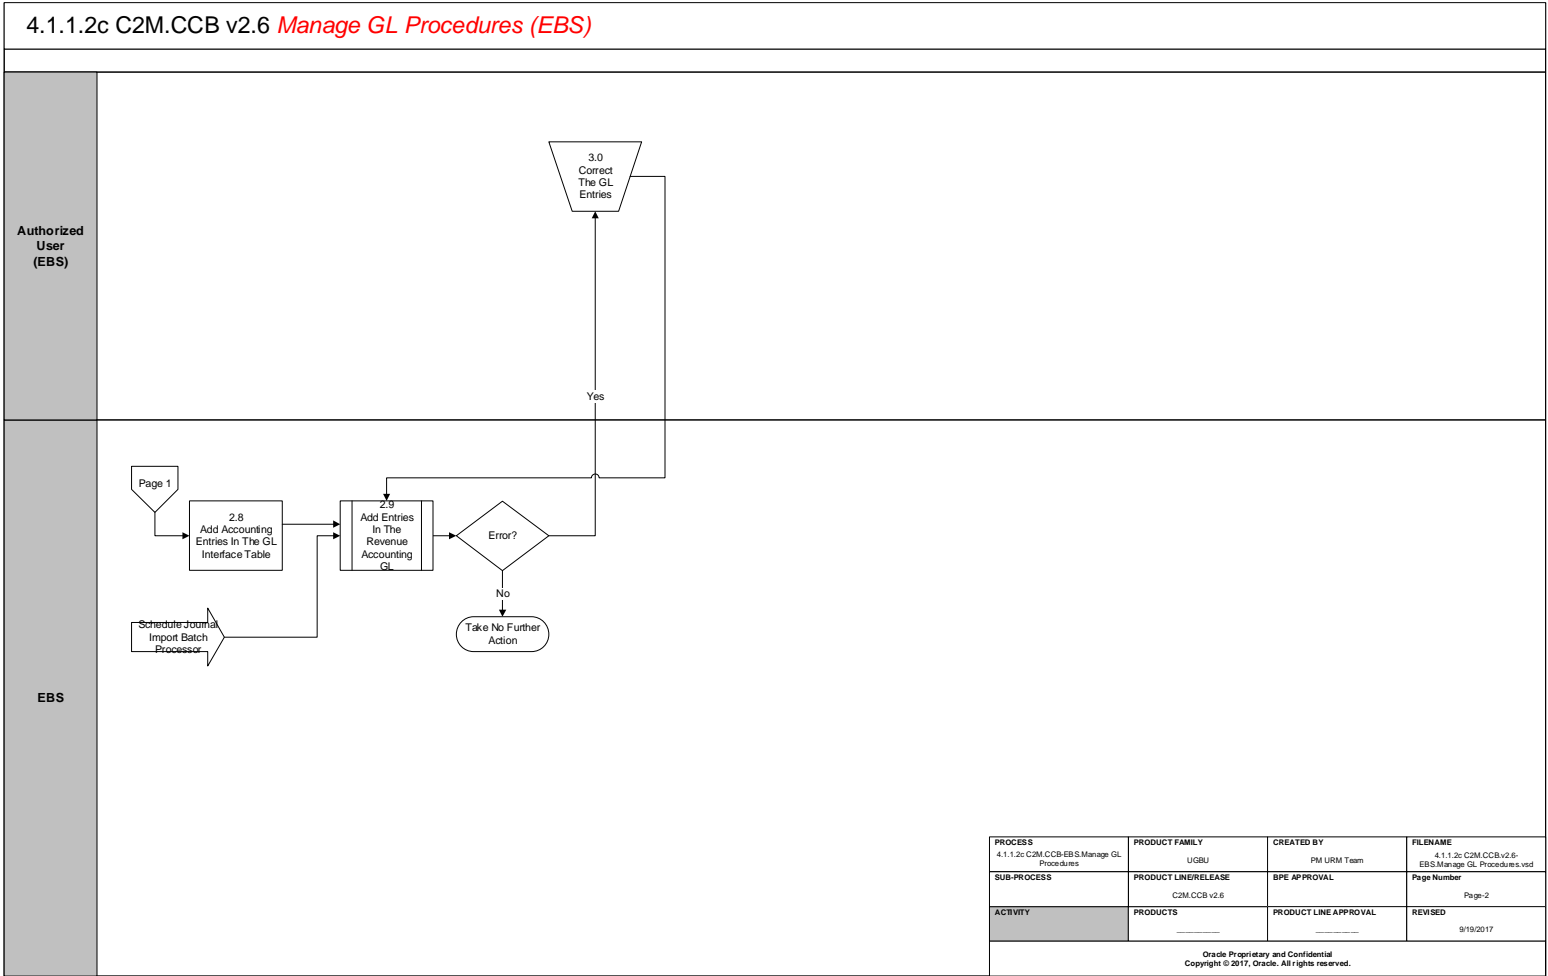 4.1.1.2c C2M.CCB v2.6 Manage GL Procedures (EBS)
Authorized
User
(EBS)
3.0
Correct
The GL
Entries
Yes
EBS
Page 1
2.8
Add Accounting
Entries In The GL
Interface Table
2.9
Add Entries
In The
Revenue
Accounting
GL
Error?
No
Schedule Journal
Import Batch
Processor
Take No Further
Action
PROCESS
4.1.1.2c C2M.CCB-EBS.Manage GL
Procedures
PRODUCT FAMILY
UGBU
CREATED BY
PM URM Team
FILENAME
4.1.1.2c C2M.CCB.v2.6-
EBS.Manage GL Procedures.vsd
SUB-PROCESS
PRODUCT LINE/RELEASE
C2M.CCB v2.6
BPE APPROVAL
Page Number
Page-2
ACTIVITY
PRODUCTS
PRODUCT LINE APPROVAL
REVISED
9/19/2017
Oracle Proprietary and Confidential
Copyright © 2017, Oracle. All rights reserved.